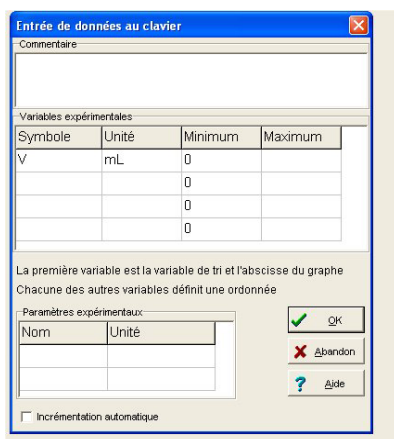 Entrée de données au clavier
Commentaire
Variables expérimentales
Symbole Unité Minimum Maximum
V mL 0
0
0
0
La première variable est la variable de tri et l'abscisse du graphe
Chacune des autres variables définit une ordonnée
Paramètres expérimentaux
Nom Unité
OK
Abandon
Aide
Incrémentation automatique